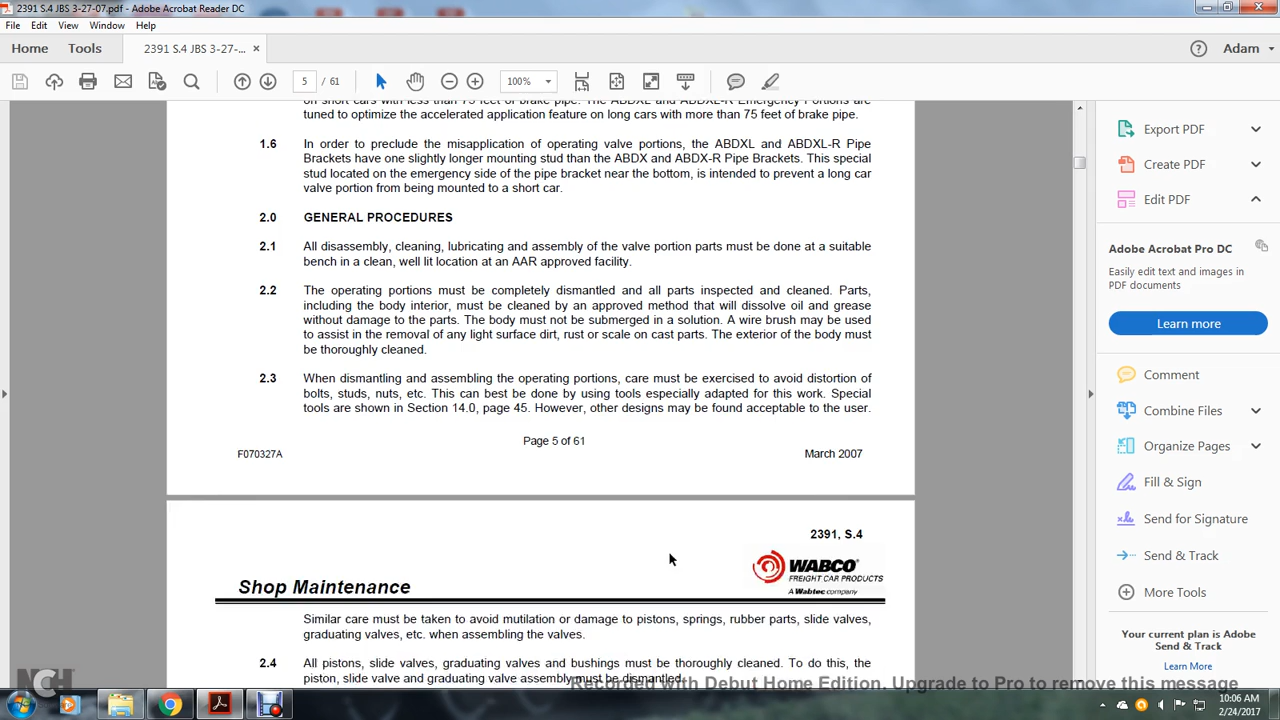 2391 S.4 JBS 3-27-07.pdf - Adobe Acrobat Reader DC
File Edit View Window Help
Home Tools 2391 S.4 JBS 3-27-... × Adam
5 / 61 100%
on short cars with less than 75 feet of brake pipe. The ABDXL and ABDXL-R Emergency Portions are
tuned to optimize the accelerated application feature on long cars with more than 75 feet of brake pipe.
1.6 In order to preclude the misapplication of operating valve portions, the ABDXL and ABDXL-R Pipe
Brackets have one slightly longer mounting stud than the ABDX and ABDX-R Pipe Brackets. This special
stud located on the emergency side of the pipe bracket near the bottom, is intended to prevent a long car
valve portion from being mounted to a short car.
2.0 GENERAL PROCEDURES
2.1 All disassembly, cleaning, lubricating and assembly of the valve portion parts must be done at a suitable
bench in a clean, well lit location at an AAR approved facility.
2.2 The operating portions must be completely dismantled and all parts inspected and cleaned. Parts,
including the body interior, must be cleaned by an approved method that will dissolve oil and grease
without damage to the parts. The body must not be submerged in a solution. A wire brush may be used
to assist in the removal of any light surface dirt, rust or scale on cast parts. The exterior of the body must
be thoroughly cleaned.
2.3 When dismantling and assembling the operating portions, care must be exercised to avoid distortion of
bolts, studs, nuts, etc. This can best be done by using tools especially adapted for this work. Special
tools are shown in Section 14.0, page 45. However, other designs may be found acceptable to the user.
Page 5 of 61
F070327A March 2007
2391, S.4
WABCO
FREIGHT CAR PRODUCTS
A Wabtec company
Shop Maintenance
Similar care must be taken to avoid mutilation or damage to pistons, springs, rubber parts, slide valves,
graduating valves, etc. when assembling the valves.
2.4 All pistons, slide valves, graduating valves and bushings must be thoroughly cleaned. To do this, the
piston, slide valve and graduating valve assembly must be dismantled.
Export PDF
Create PDF
Edit PDF
Adobe Acrobat Pro DC
Easily edit text and images in
PDF documents
Learn more
Comment
Combine Files
Organize Pages
Fill & Sign
Send for Signature
Send & Track
More Tools
Your current plan is Adobe
Send & Track
Learn More
NCH
Recorded with Debut Home Edition. Upgrade to Pro to remove this message
10:06 AM
2/24/2017